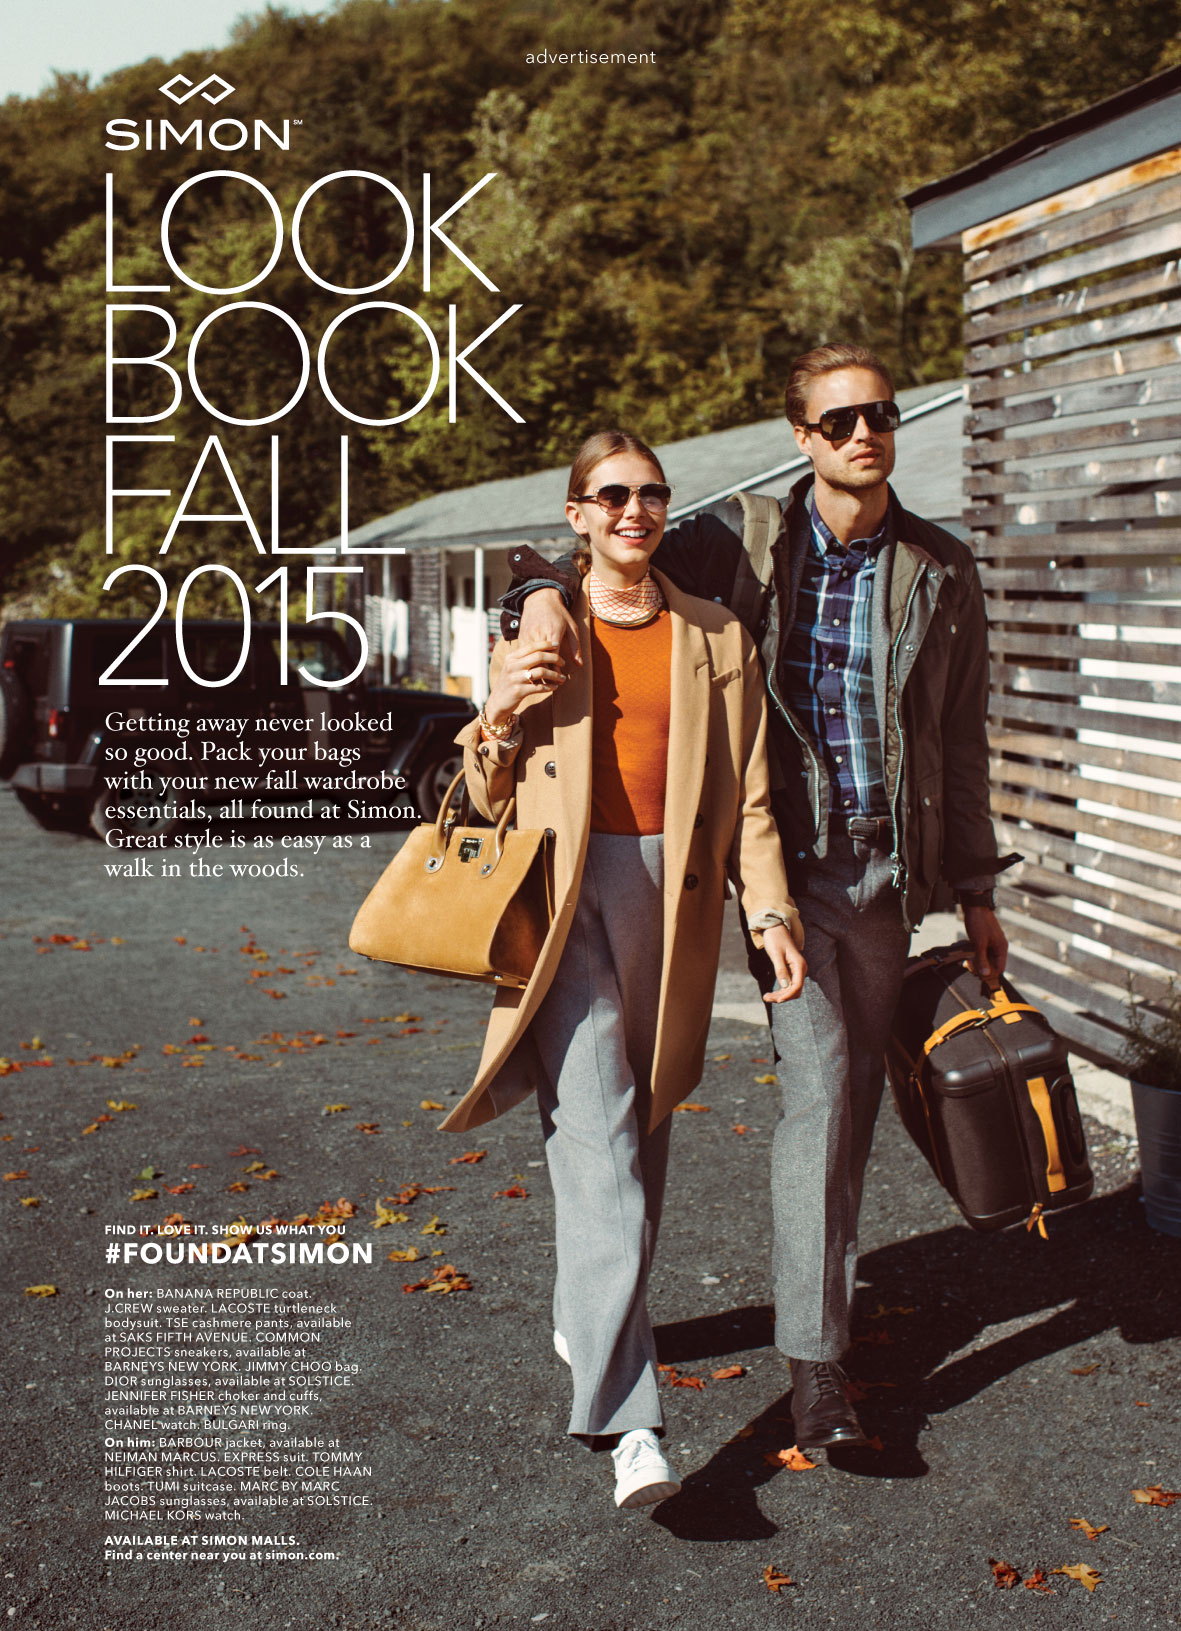 advertisement
SIMON℠
LOOK
BOOK
FALL
2015
Getting away never looked
so good. Pack your bags
with your new fall wardrobe
essentials, all found at Simon.
Great style is as easy as a
walk in the woods.
FIND IT. LOVE IT. SHOW US WHAT YOU
#FOUNDATSIMON
On her: BANANA REPUBLIC coat.
J.CREW sweater. LACOSTE turtleneck
bodysuit. TSE cashmere pants, available
at SAKS FIFTH AVENUE. COMMON
PROJECTS sneakers, available at
BARNEYS NEW YORK. JIMMY CHOO bag.
DIOR sunglasses, available at SOLSTICE.
JENNIFER FISHER choker and cuffs,
available at BARNEYS NEW YORK.
CHANEL watch. BULGARI ring.
On him: BARBOUR jacket, available at
NEIMAN MARCUS. EXPRESS suit. TOMMY
HILFIGER shirt. LACOSTE belt. COLE HAAN
boots. TUMI suitcase. MARC BY MARC
JACOBS sunglasses, available at SOLSTICE.
MICHAEL KORS watch.
AVAILABLE AT SIMON MALLS.
Find a center near you at simon.com.